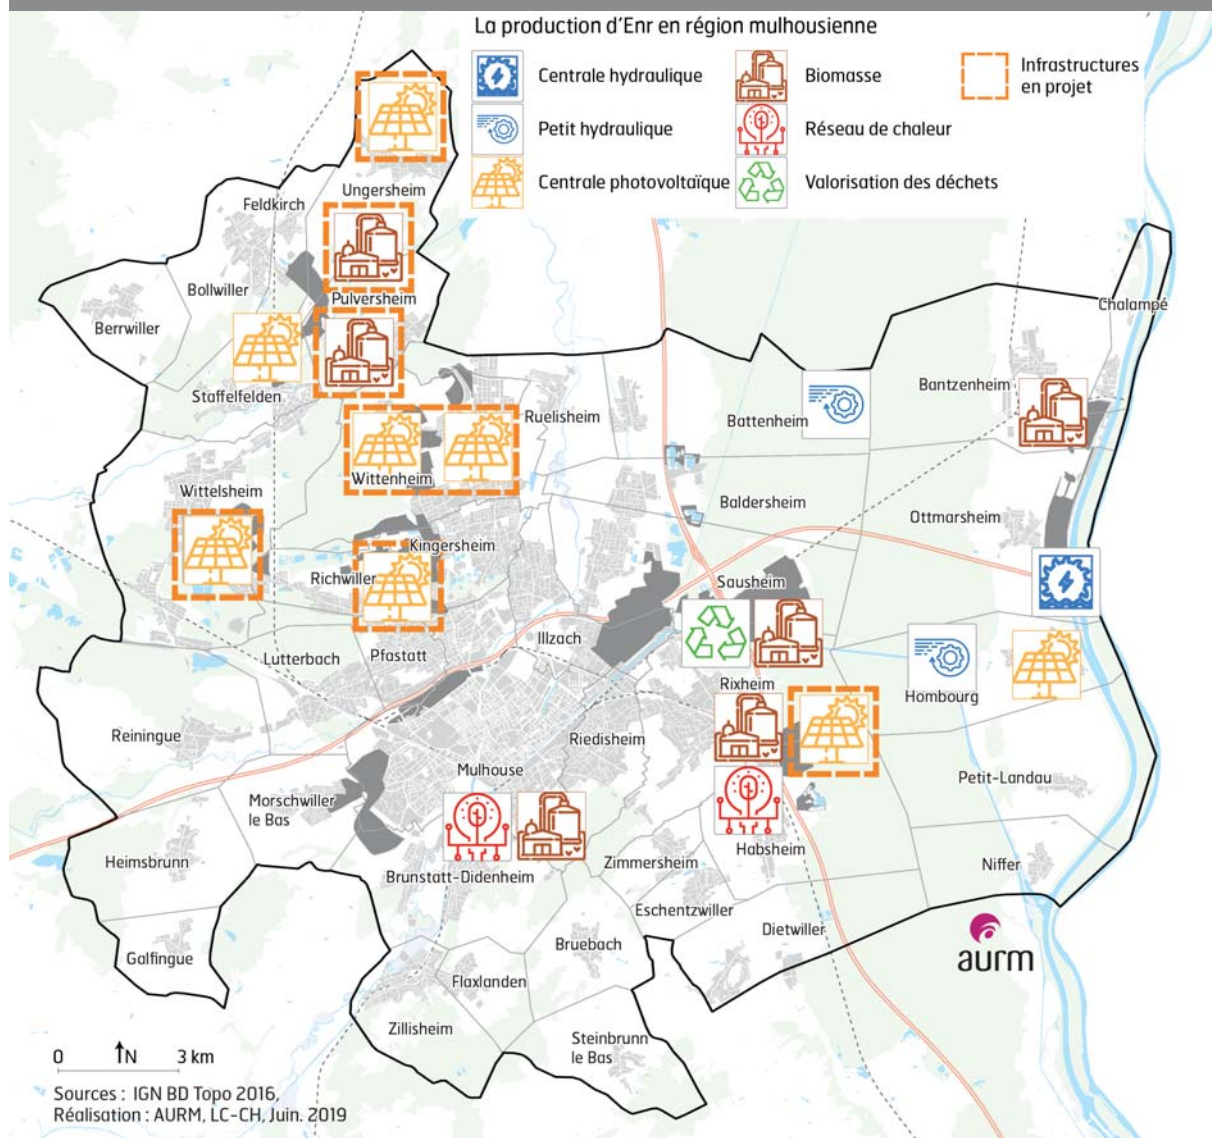 La production d'Enr en région mulhousienne
Centrale hydraulique
Biomasse
Infrastructures
en projet
Petit hydraulique
Réseau de chaleur
Centrale photovoltaïque
Valorisation des déchets
Ungersheim
Feldkirch
Bollwiller
Pulversheim
Berrwiller
Chalampé
Staffelfelden
Bantzenheim
Ruelisheim
Battenheim
Wittenheim
Wittelsheim
Baldersheim
Ottmarsheim
Kingersheim
Richwiller
Sausheim
Illzach
Pfastatt
Lutterbach
Rixheim
Hombourg
Reiningue
Riedisheim
Mulhouse
Petit-Landau
Morschwiller
le Bas
Habsheim
Heimsbrunn
Zimmersheim
Niffer
Brunstatt-Didenheim
Eschentzwiller
Dietwiller
Bruebach
Galfingue
aurm
Flaxlanden
Zillisheim
Steinbrunn
le Bas
0 N 3 km
Sources : IGN BD Topo 2016,
Réalisation : AURM, LC-CH, Juin. 2019